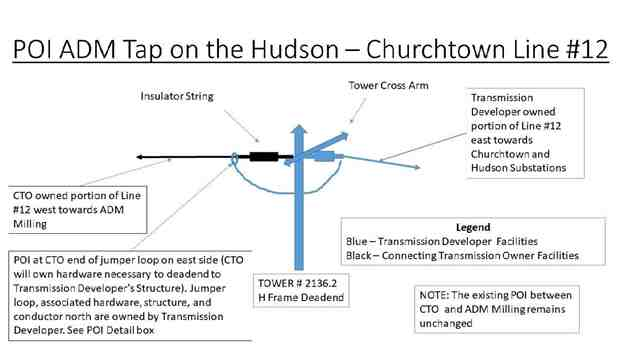 POI ADM Tap on the Hudson – Churchtown Line #12
Tower Cross Arm
Insulator String
Transmission
Developer owned
portion of Line #12
east towards
Churchtown and
Hudson Substations
CTO owned portion of Line
#12 west towards ADM
Milling
Legend
Blue – Transmission Developer Facilities
Black – Connecting Transmission Owner Facilities
POI at CTO end of jumper loop on east side (CTO
will own hardware necessary to deadend to
Transmission Developer's Structure). Jumper
loop, associated hardware, structure, and
conductor north are owned by Transmission
Developer. See POI Detail box
TOWER # 2136.2
H Frame Deadend
NOTE: The existing POI between
CTO and ADM Milling remains
unchanged